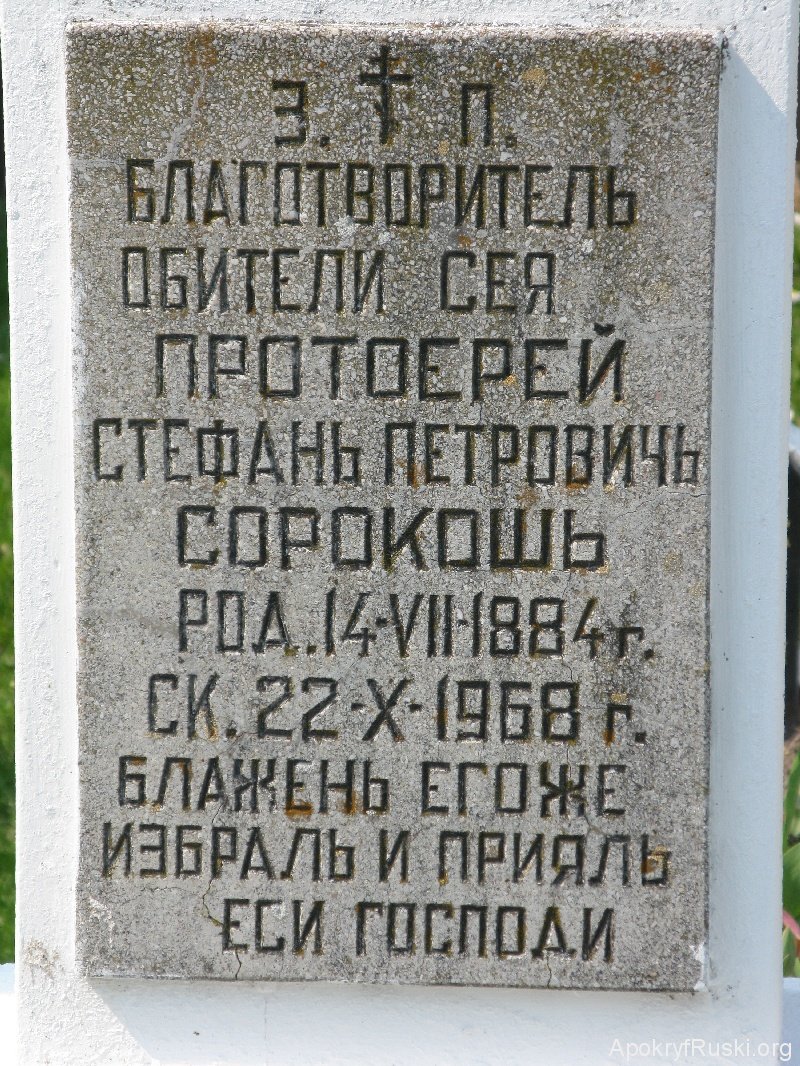 З. ☦ П.
БЛАГОТВОРИТЕЛЬ
ОБИТЕЛИ СЕЯ
ПРОТОЕРЕЙ
СТЕФАНЬ ПЕТРОВИЧЬ
СОРОКОШЬ
РОД..14·VII·1884 г.
СК. 22·X·1968 г.
БЛАЖЕНЬ ЕГОЖЕ
ИЗБРАЛЬ И ПРИЯЛЬ
ЕСИ ГОСПОДИ
ApokryfRuski.org